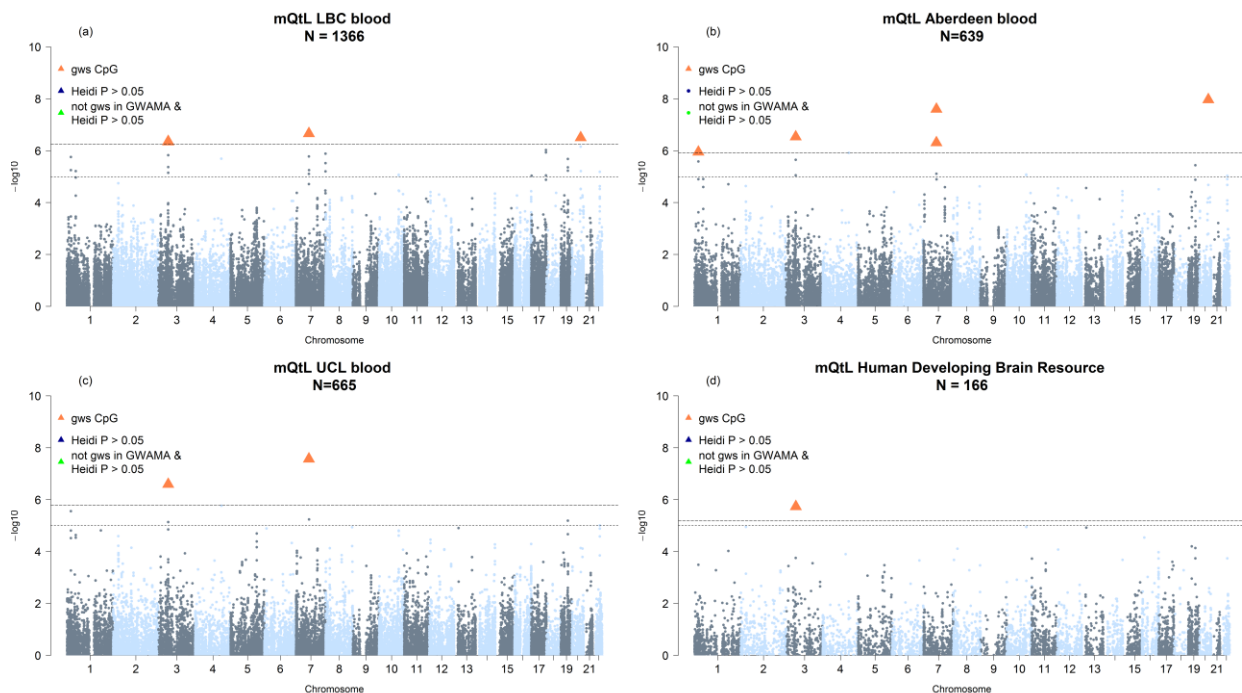 mQtL LBC blood
N = 1366
(a)
10
gws CpG
Heidi P > 0.05
not gws in GWAMA &
Heidi P > 0.05
8
6
4
2
0
−log10
1 2 3 4 5 6 7 8 9 10 11 12 13 15 17 19 21
Chromosome
mQtL Aberdeen blood
N=639
(b)
10
gws CpG
Heidi P > 0.05
not gws in GWAMA &
Heidi P > 0.05
8
6
4
2
0
−log10
1 2 3 4 5 6 7 8 9 10 11 12 13 15 17 19 21
Chromosome
mQtL UCL blood
N=665
(c)
10
gws CpG
Heidi P > 0.05
not gws in GWAMA &
Heidi P > 0.05
8
6
4
2
0
−log10
1 2 3 4 5 6 7 8 9 10 11 12 13 15 17 19 21
Chromosome
mQtL Human Developing Brain Resource
N = 166
(d)
10
gws CpG
Heidi P > 0.05
not gws in GWAMA &
Heidi P > 0.05
8
6
4
2
0
−log10
1 2 3 4 5 6 7 8 9 10 11 12 13 15 17 19 21
Chromosome